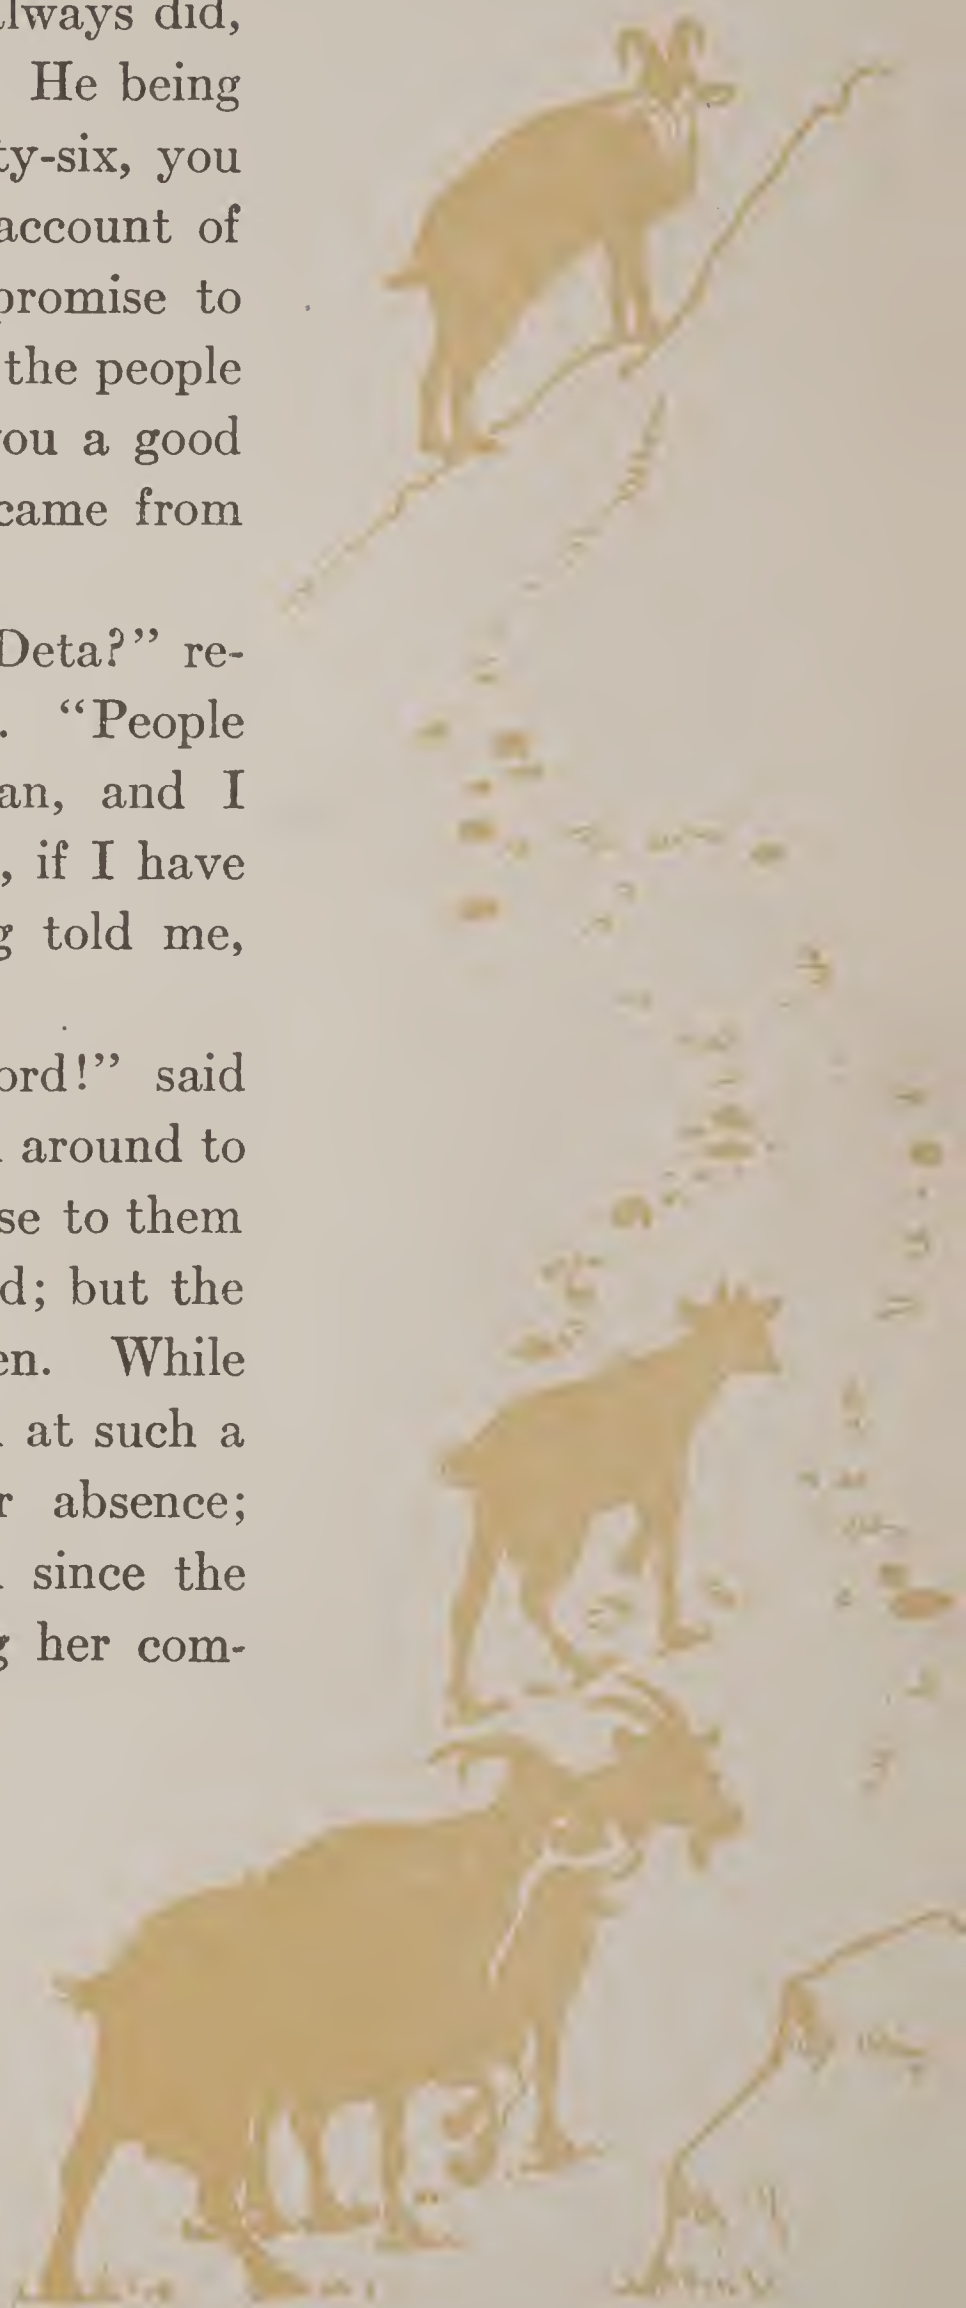 always did,
He being
ty-six, you
account of
promise to
the people
you a good
came from
Deta?” re-
. “People
an, and I
, if I have
g told me,
ord!” said
around to
se to them
d; but the
en. While
at such a
r absence;
since the
g her com-